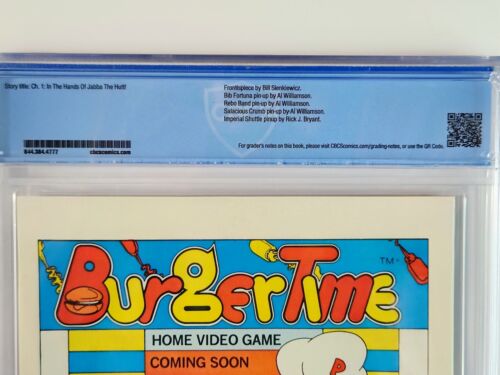 Story title: Ch. 1: In The Hands Of Jabba The Hutt!
Frontispiece by Bill Sienkiewicz.
Bib Fortuna pin-up by Al Williamson.
Rebo Band pin-up by Al Williamson.
Salacious Crumb pin-up by Al Williamson.
Imperial Shuttle pinup by Rick J. Bryant.
844.384.4777
cbcscomics.com
For grader's notes on this book, please visit CBCScomics.com/grading-notes, or use the QR Code.
BurgerTime TM
HOME VIDEO GAME
COMING SOON
P